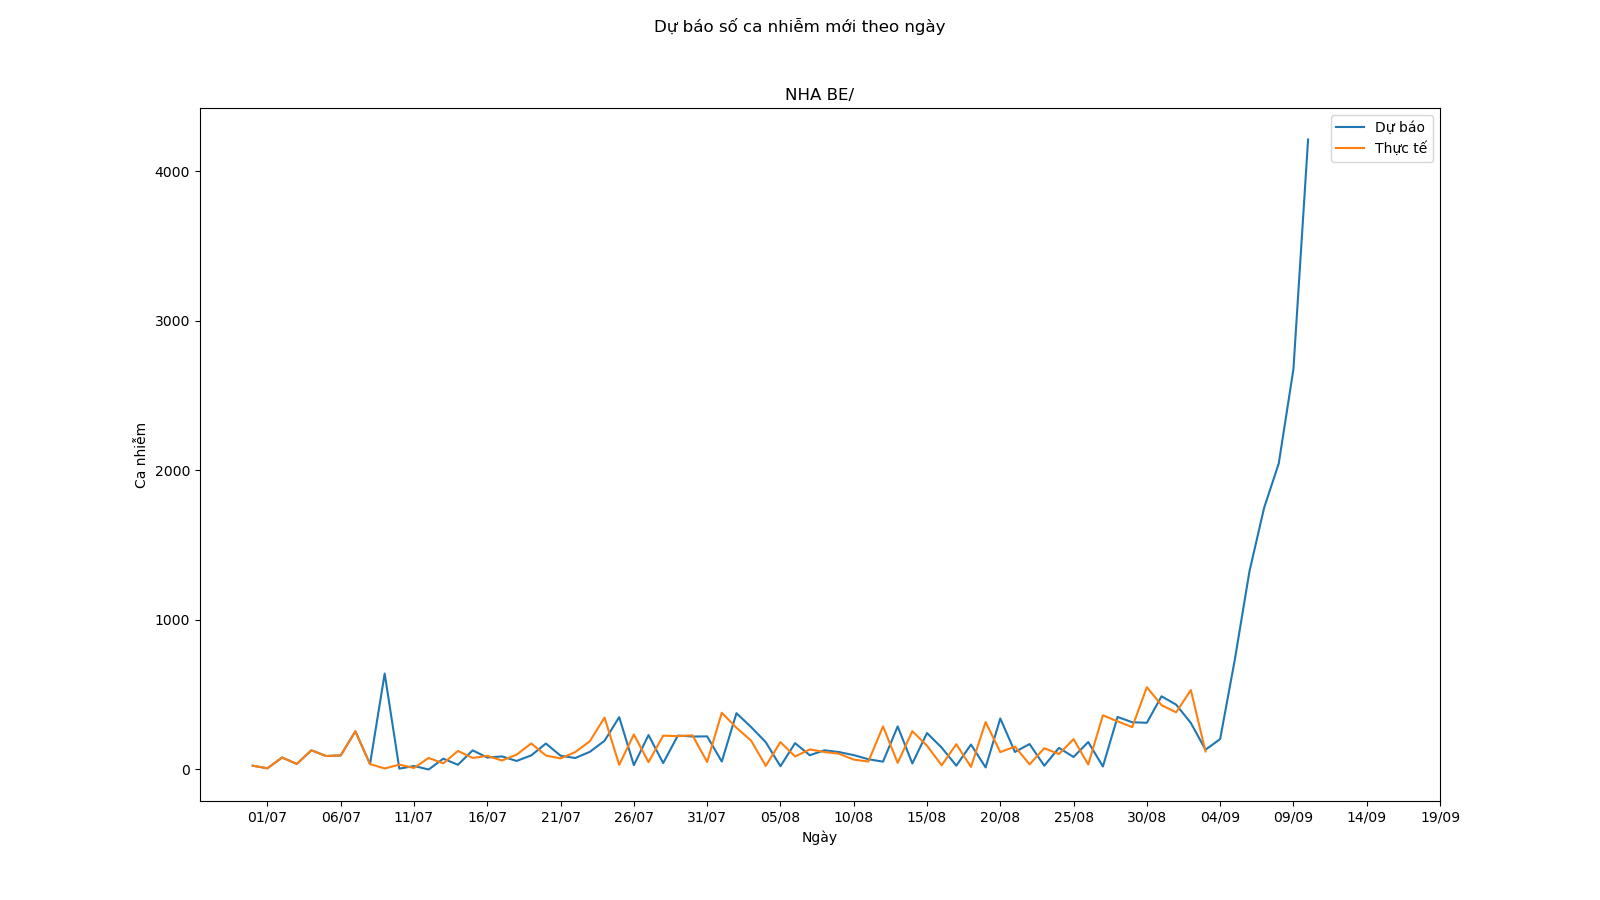 Dự báo số ca nhiễm mới theo ngày
NHA BE/
Dự báo
Thực tế
4000
3000
2000
1000
0
Ca nhiễm
01/07 06/07 11/07 16/07 21/07 26/07 31/07 05/08 10/08 15/08 20/08 25/08 30/08 04/09 09/09 14/09 19/09
Ngày